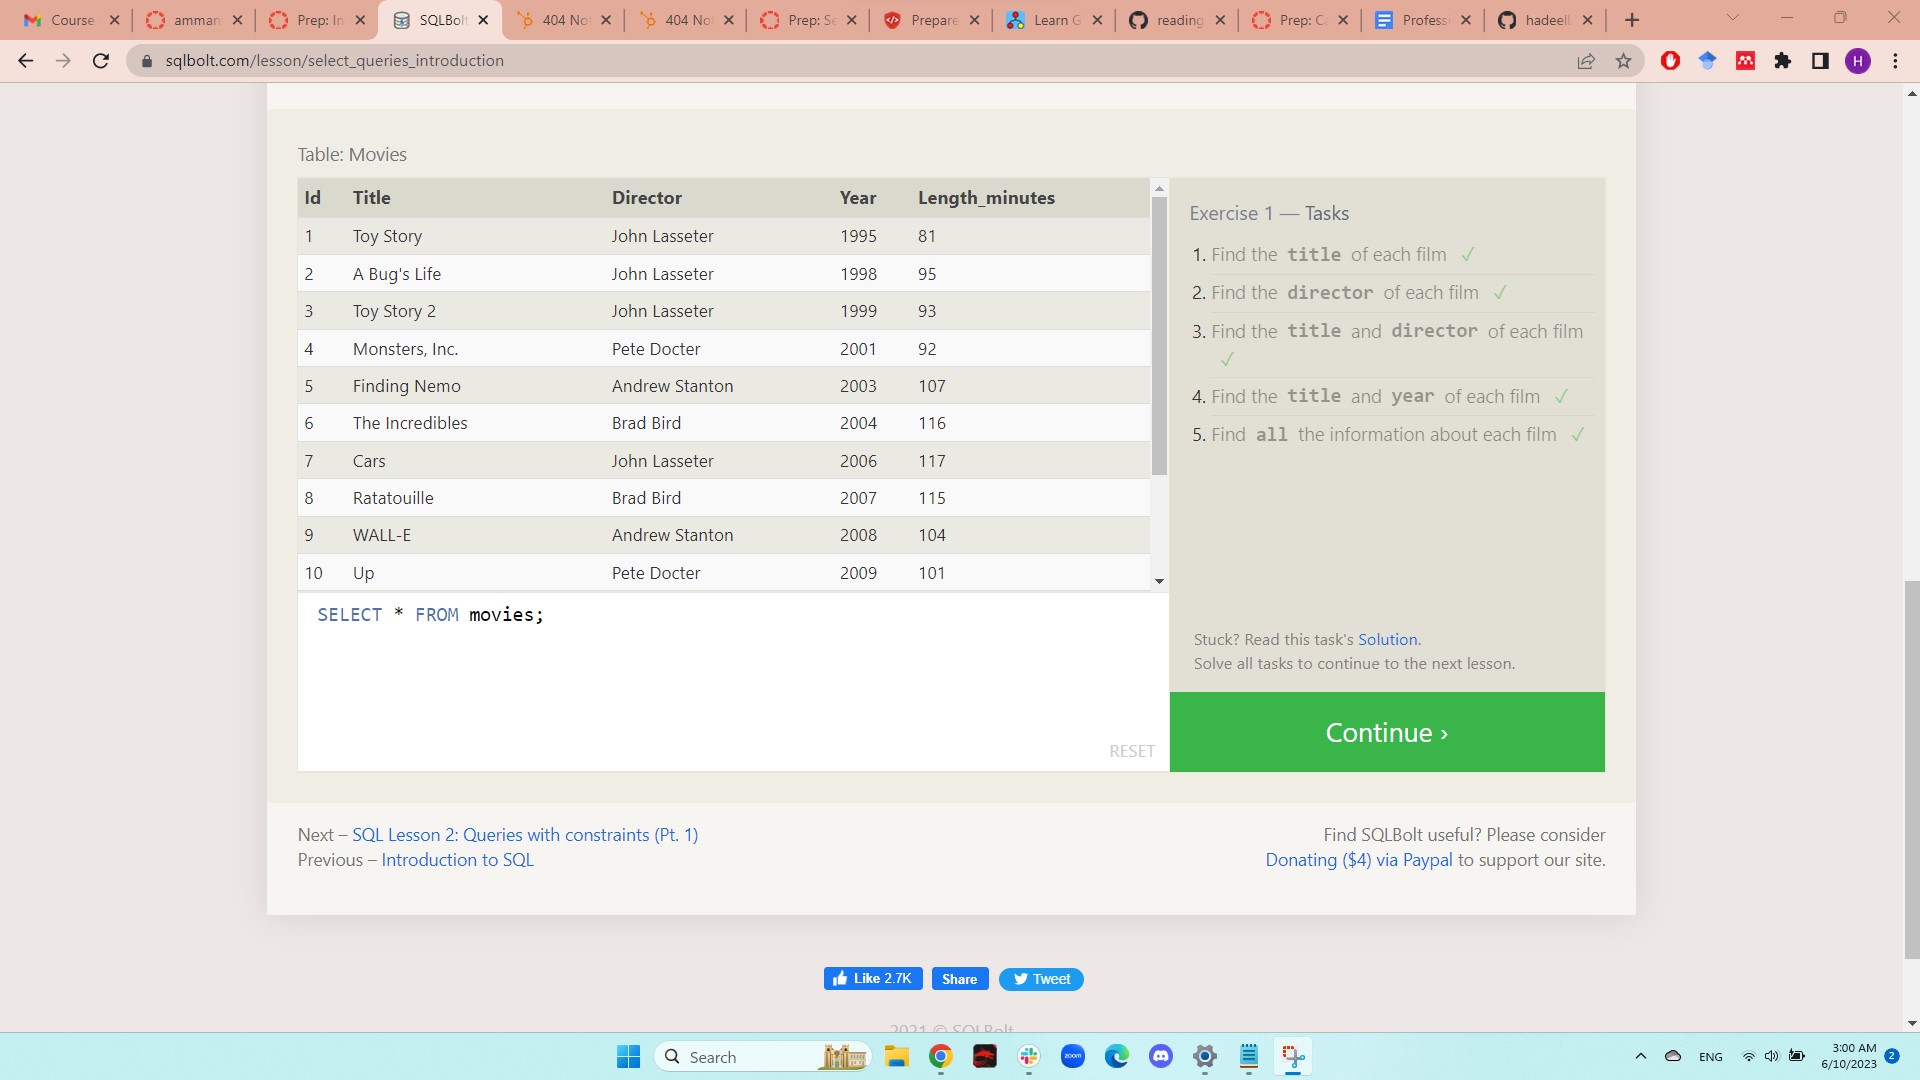 Course
amman
Prep: In
SQLBolt
404 No
404 No
Prep: Se
Prepare
Learn G
reading
Prep: C
Profess
hadeell
sqlbolt.com/lesson/select_queries_introduction
H
Table: Movies
Id Title Director Year Length_minutes
1 Toy Story John Lasseter 1995 81
2 A Bug's Life John Lasseter 1998 95
3 Toy Story 2 John Lasseter 1999 93
4 Monsters, Inc. Pete Docter 2001 92
5 Finding Nemo Andrew Stanton 2003 107
6 The Incredibles Brad Bird 2004 116
7 Cars John Lasseter 2006 117
8 Ratatouille Brad Bird 2007 115
9 WALL-E Andrew Stanton 2008 104
10 Up Pete Docter 2009 101
SELECT * FROM movies;
RESET
Exercise 1 — Tasks
1. Find the title of each film ✓
2. Find the director of each film ✓
3. Find the title and director of each film
✓
4. Find the title and year of each film ✓
5. Find all the information about each film ✓
Stuck? Read this task's Solution.
Solve all tasks to continue to the next lesson.
Continue ›
Next – SQL Lesson 2: Queries with constraints (Pt. 1)
Previous – Introduction to SQL
Find SQLBolt useful? Please consider
Donating ($4) via Paypal to support our site.
Like 2.7K
Share
Tweet
2021 © SQLBolt
Search
zoom
ENG
3:00 AM
6/10/2023
2